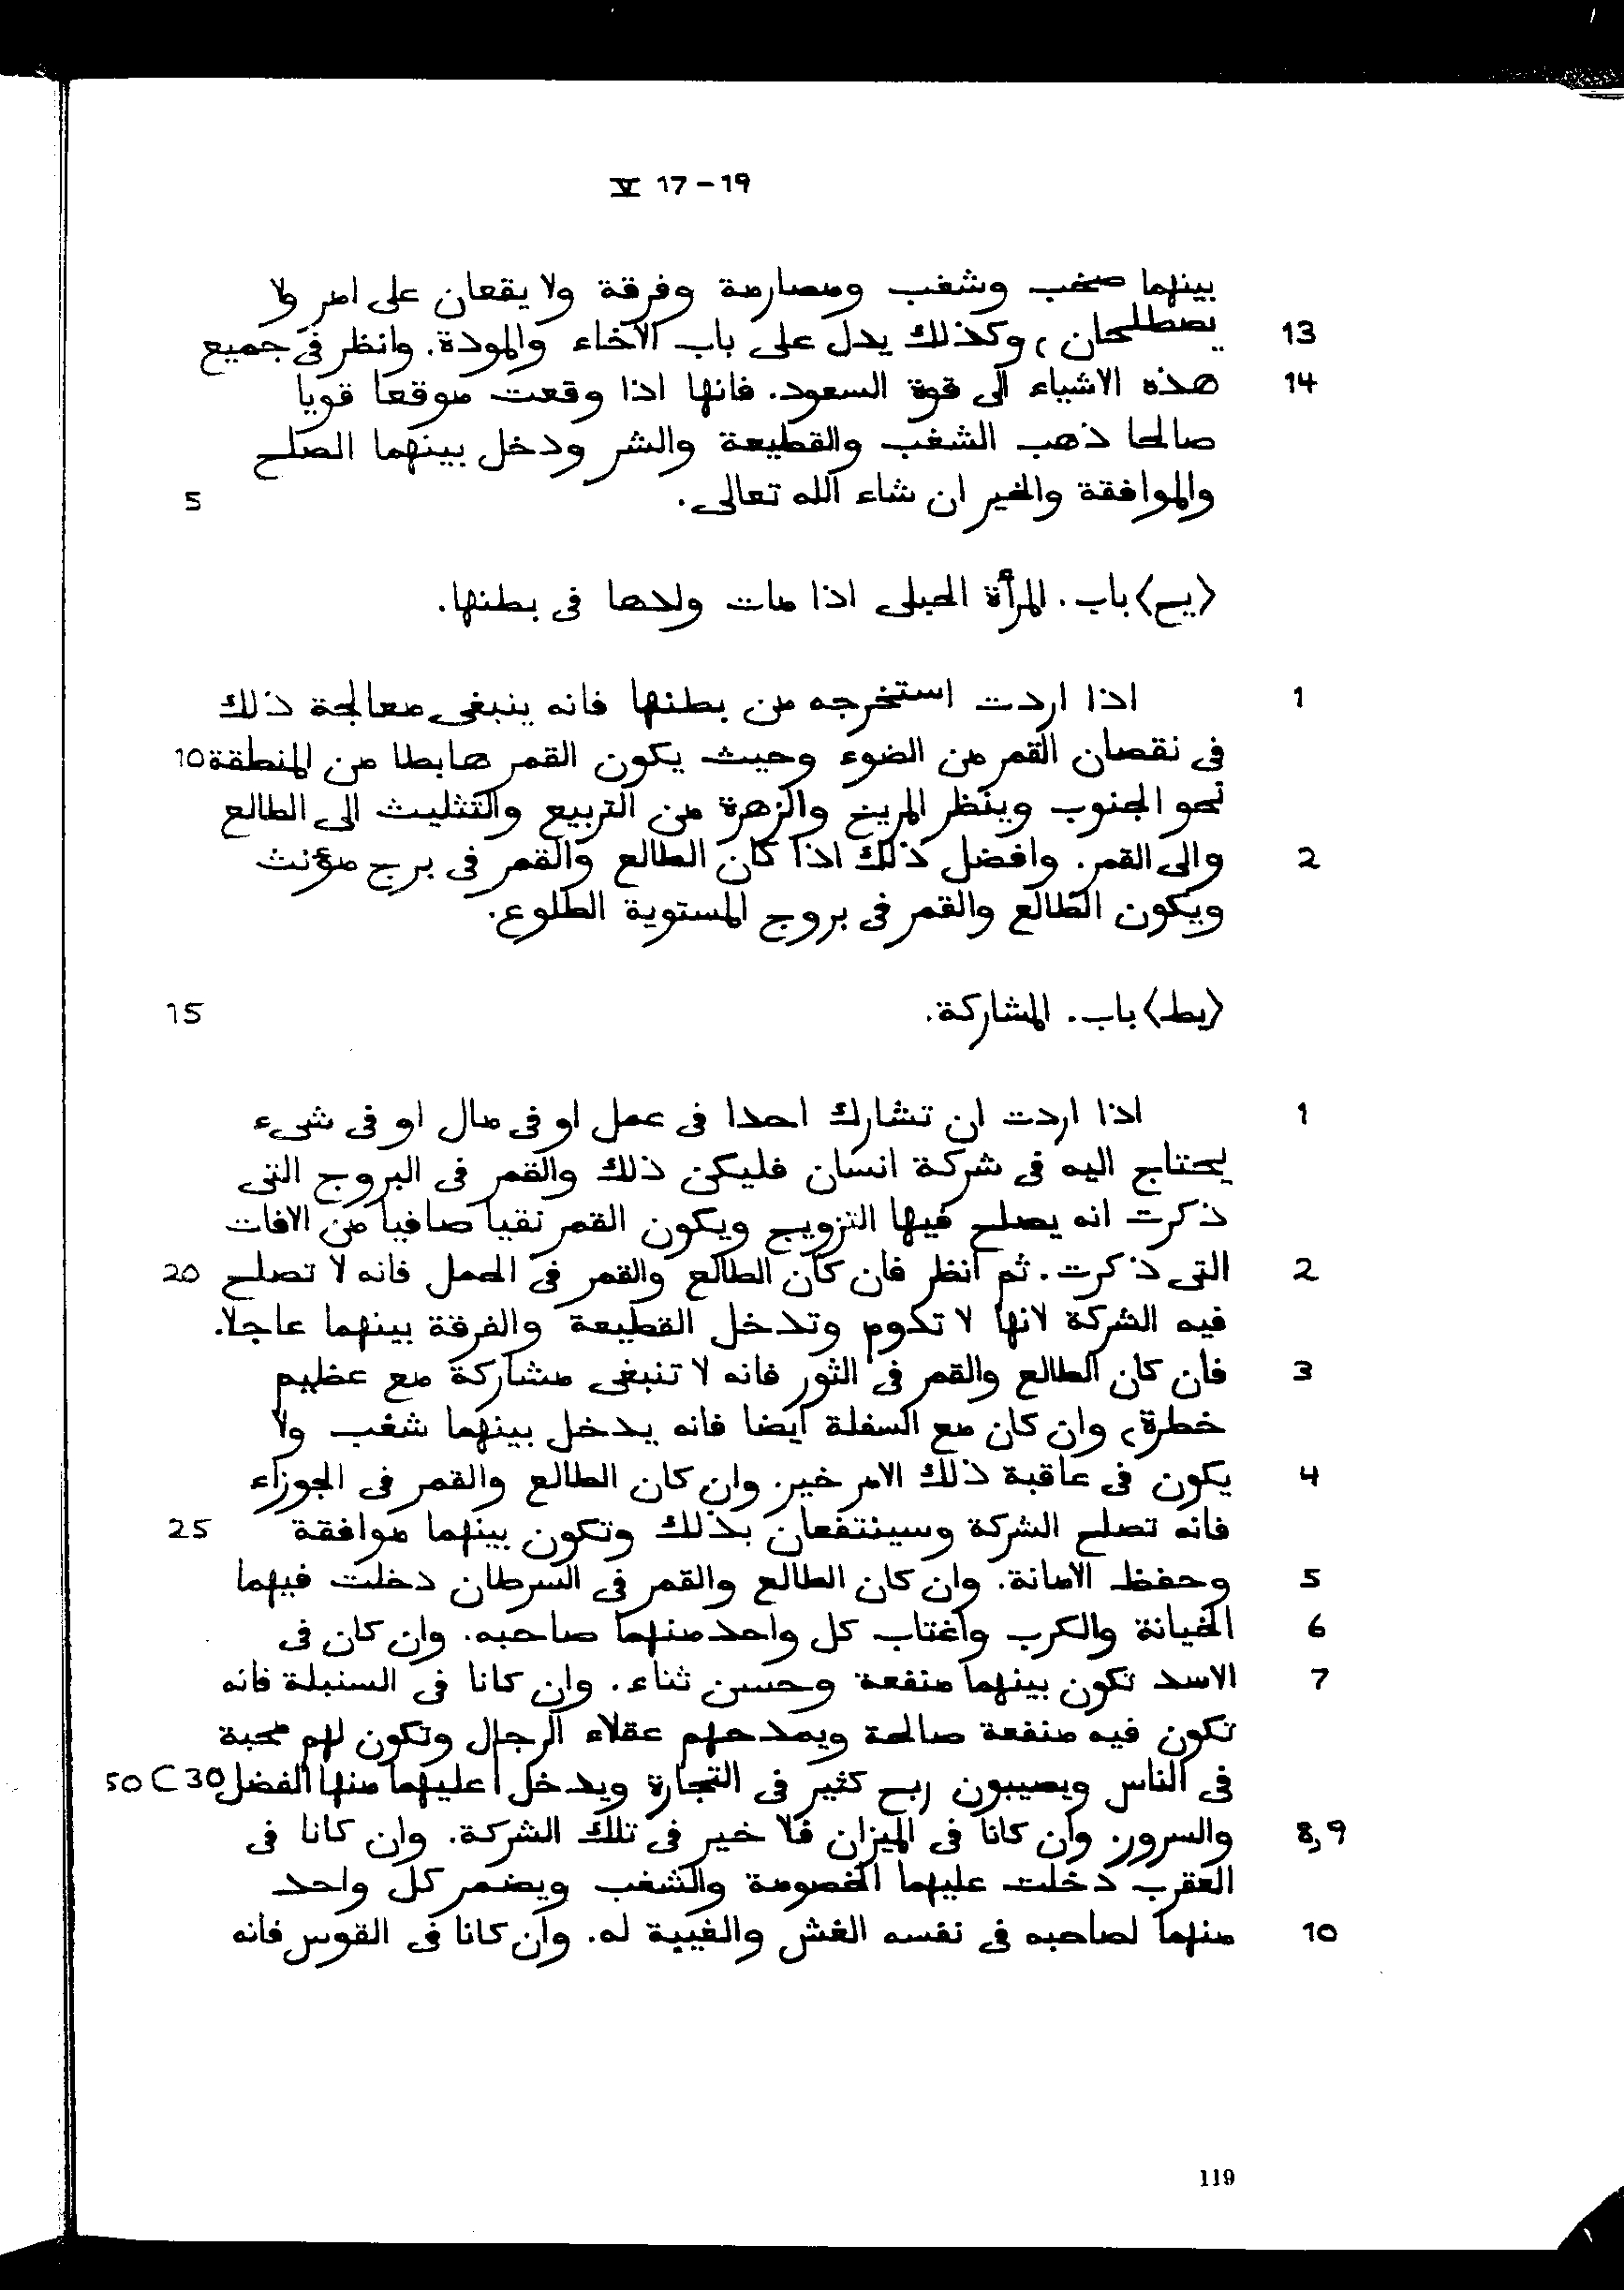 V 17-19
بينهما صخب وشغب ومصارمة وفرقة ولا يقعان على امر ولا
13 يصطلحان، وكذلك يدل على باب الاخاء والمودة. وانظر فى جميع
14 هذه الاشياء الى قوة السعود. فانها اذا وقعت موقعا قويا
صالحا ذهب الشغب والقطيعة والشر ودخل بينهما الصلح
والموافقة والخير ان شاء الله تعالى. 5
〈يح〉 باب. المرأة الحبلى اذا مات ولدها فى بطنها.
1 اذا اردت استخرجه من بطنها فانه ينبغى معالجة ذلك
فى نقصان القمر من الضوء وحيث يكون القمر هابطا من المنطقة 10
نحو الجنوب وينظر المريخ والزهرة من التربيع والتثليث الى الطالع
2 والى القمر. وافضل ذلك اذا كان الطالع والقمر فى برج مؤنث
ويكون الطالع والقمر فى بروج المستوية الطلوع.
〈يط〉 باب. المشاركة. 15
1 اذا اردت ان تشارك احدا فى عمل او فى مال او فى شىء
يحتاج اليه فى شركة انسان فليكن ذلك والقمر فى البروج التى
ذكرت انه يصلح فيها التزويج ويكون القمر نقيا صافيا من الافات
2 التى ذكرت. ثم انظر فان كان الطالع والقمر فى الحمل فانه لا تصلح 20
فيه الشركة لانها لا تدوم وتدخل القطيعة والفرقة بينهما عاجلا.
3 فان كان الطالع والقمر فى الثور فانه لا تنبغى مشاركة مع عظيم
خطرة، وان كان مع السفلة ايضا فانه يدخل بينهما شغب ولا
4 يكون فى عاقبة ذلك الامر خير. وان كان الطالع والقمر فى الجوزاء
فانه تصلح الشركة وسينتفعان بذلك وتكون بينهما موافقة 25
5 وحفظ الامانة. وان كان الطالع والقمر فى السرطان دخلت فيهما
6 الخيانة والكرب واغتاب كل واحد منهما صاحبه. وان كان فى
7 الاسد تكون بينهما منفعة وحسن ثناء. وان كانا فى السنبلة فانه
تكون فيه منفعة صالحة ويمدحهم عقلاء الرجال وتكون لهم محبة
فى الناس ويصيبون ربح كثير فى التجارة ويدخل| عليهما منها الفضل 30 50 C
8,9 والسرور. وان كانا فى الميزان فلا خير فى تلك الشركة. وان كانا فى
العقرب دخلت عليهما الخصومة والشغب ويضمر كل واحد
10 منهما لصاحبه فى نفسه الغش والغيبة له. وان كانا فى القوس فانه
119